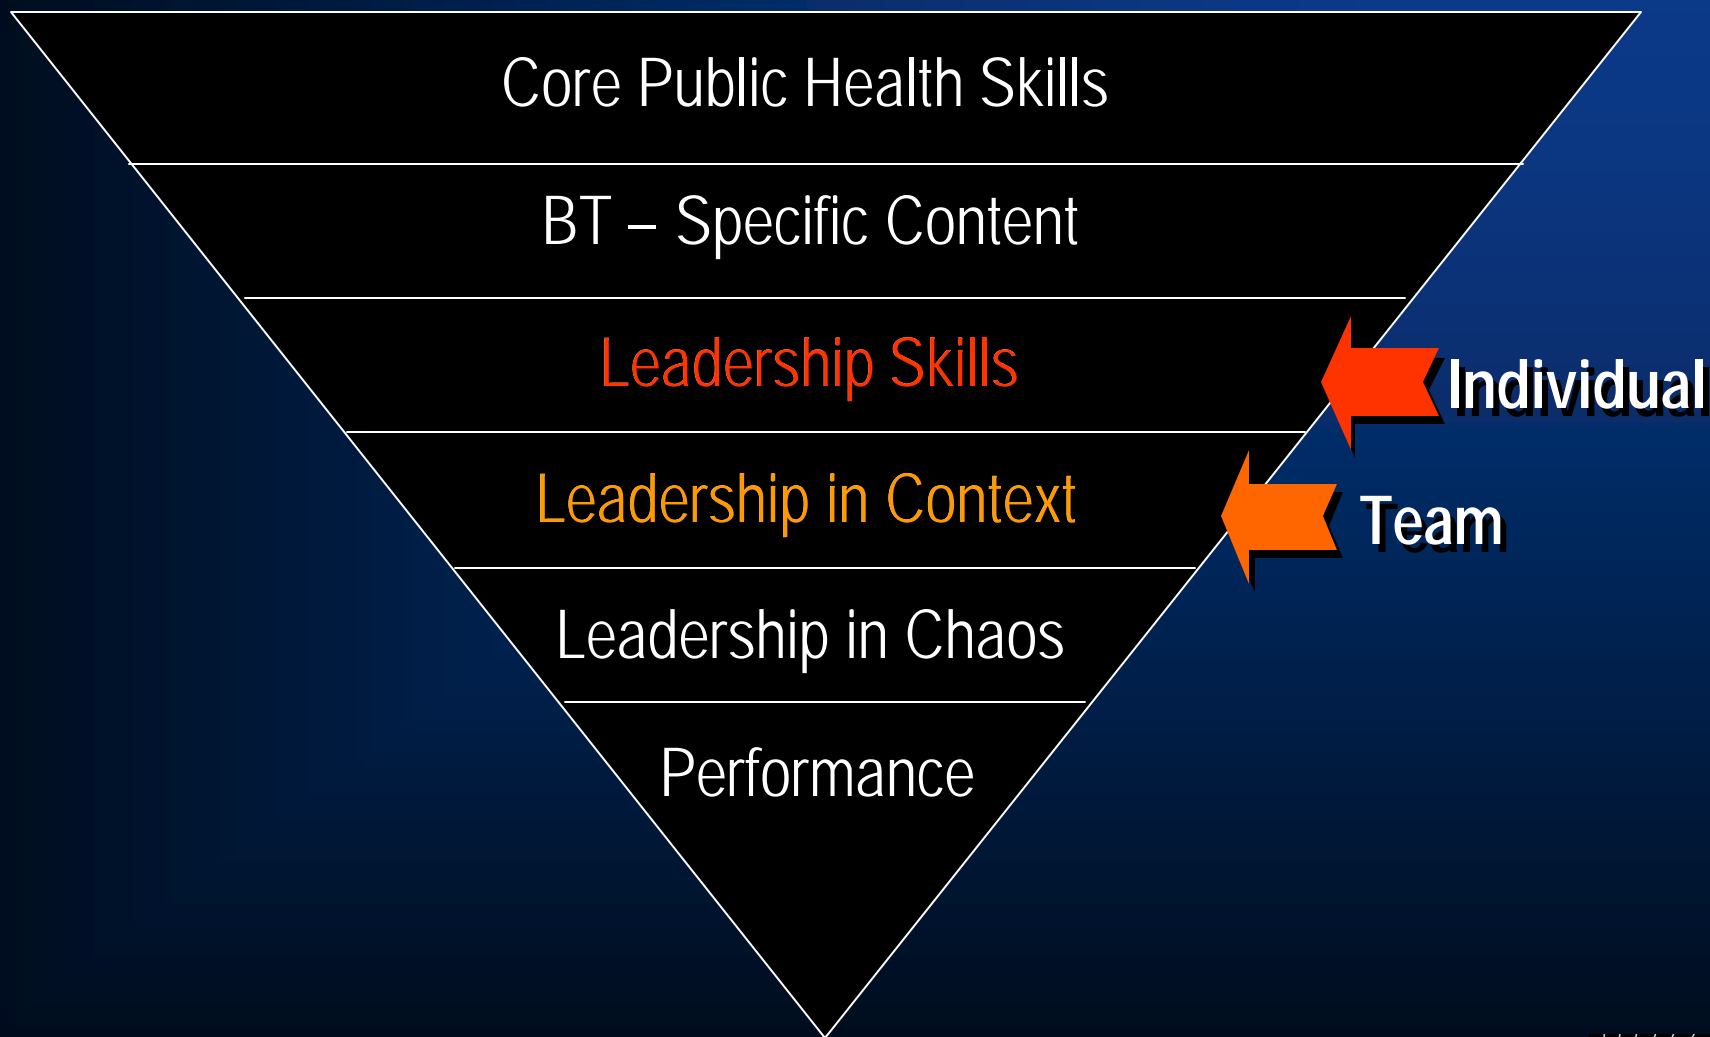 Core Public Health Skills
BT – Specific Content
Leadership Skills
Individual
Leadership in Context
Team
Leadership in Chaos
Performance